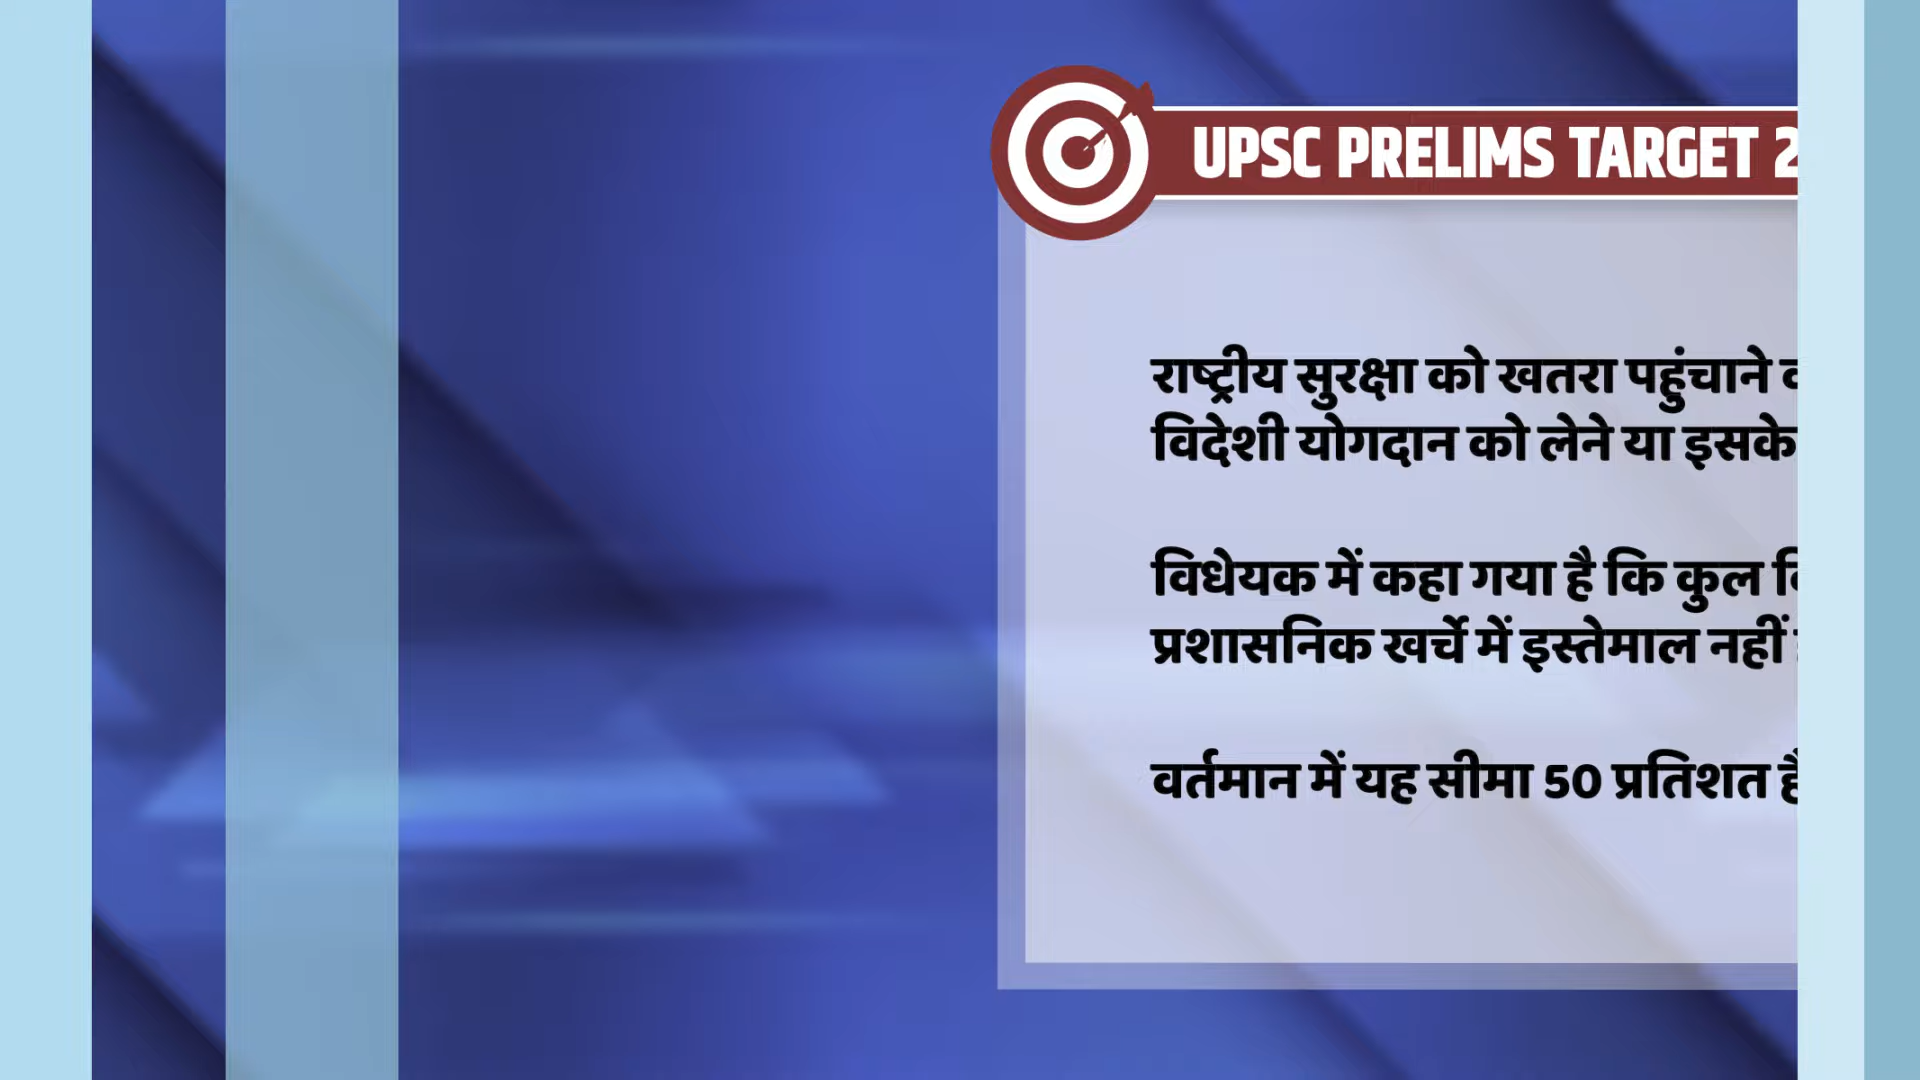 UPSC PRELIMS TARGET
राष्ट्रीय सुरक्षा को खतरा पहुंचाने
विदेशी योगदान को लेने या इसके
विधेयक में कहा गया है कि कुल
प्रशासनिक खर्चे में इस्तेमाल नहीं
वर्तमान में यह सीमा 50 प्रतिशत है